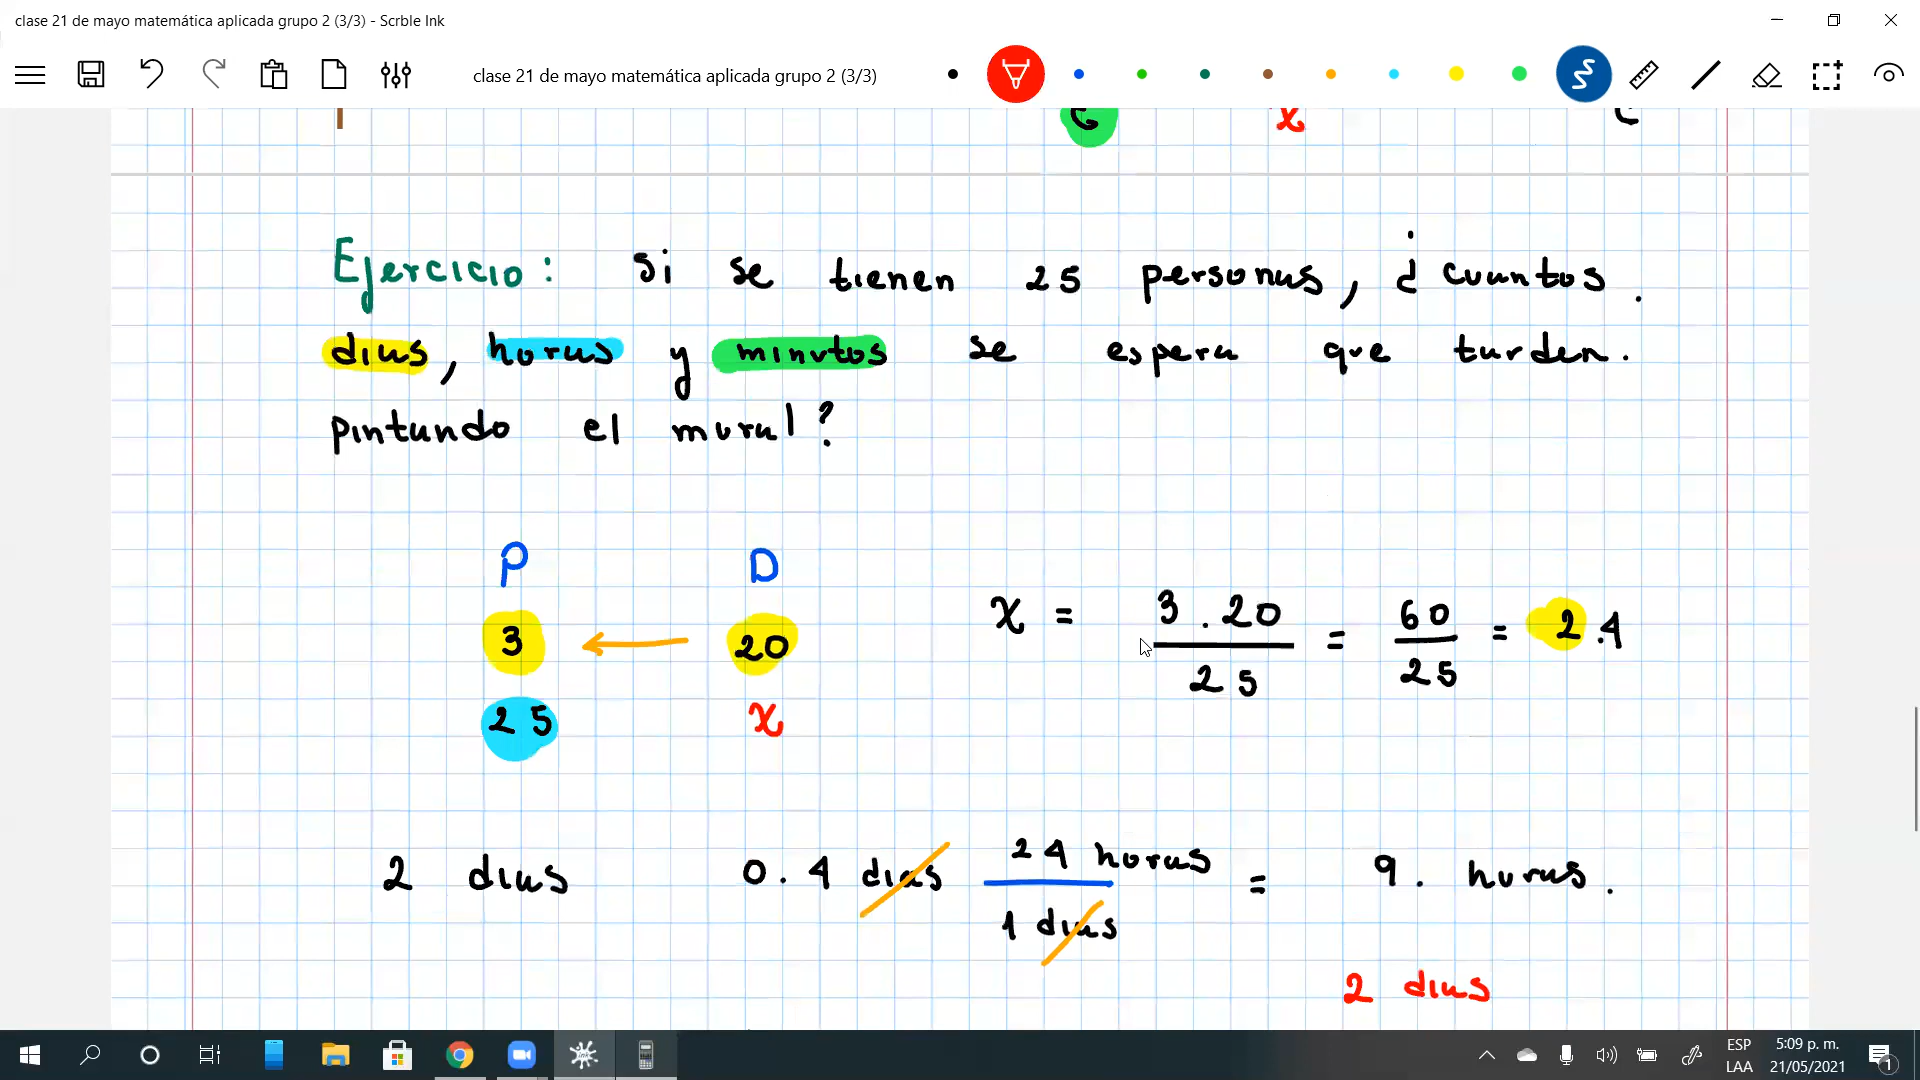 clase 21 de mayo matemática aplicada grupo 2 (3/3) - Scrble Ink
clase 21 de mayo matemática aplicada grupo 2 (3/3)
x
Ejercicio: Si se tienen 25 personas, ¿cuantos
dias, horas y minutos se espera que tarden.
pintando el mural?
P D
3 20
25 x
x = 3.20 / 25 = 60 / 25 = 2.4
2 dias 0.4 dias 24 horas / 1 dias = 9. horas.
2 dias
ESP
LAA
5:09 p. m.
21/05/2021
1